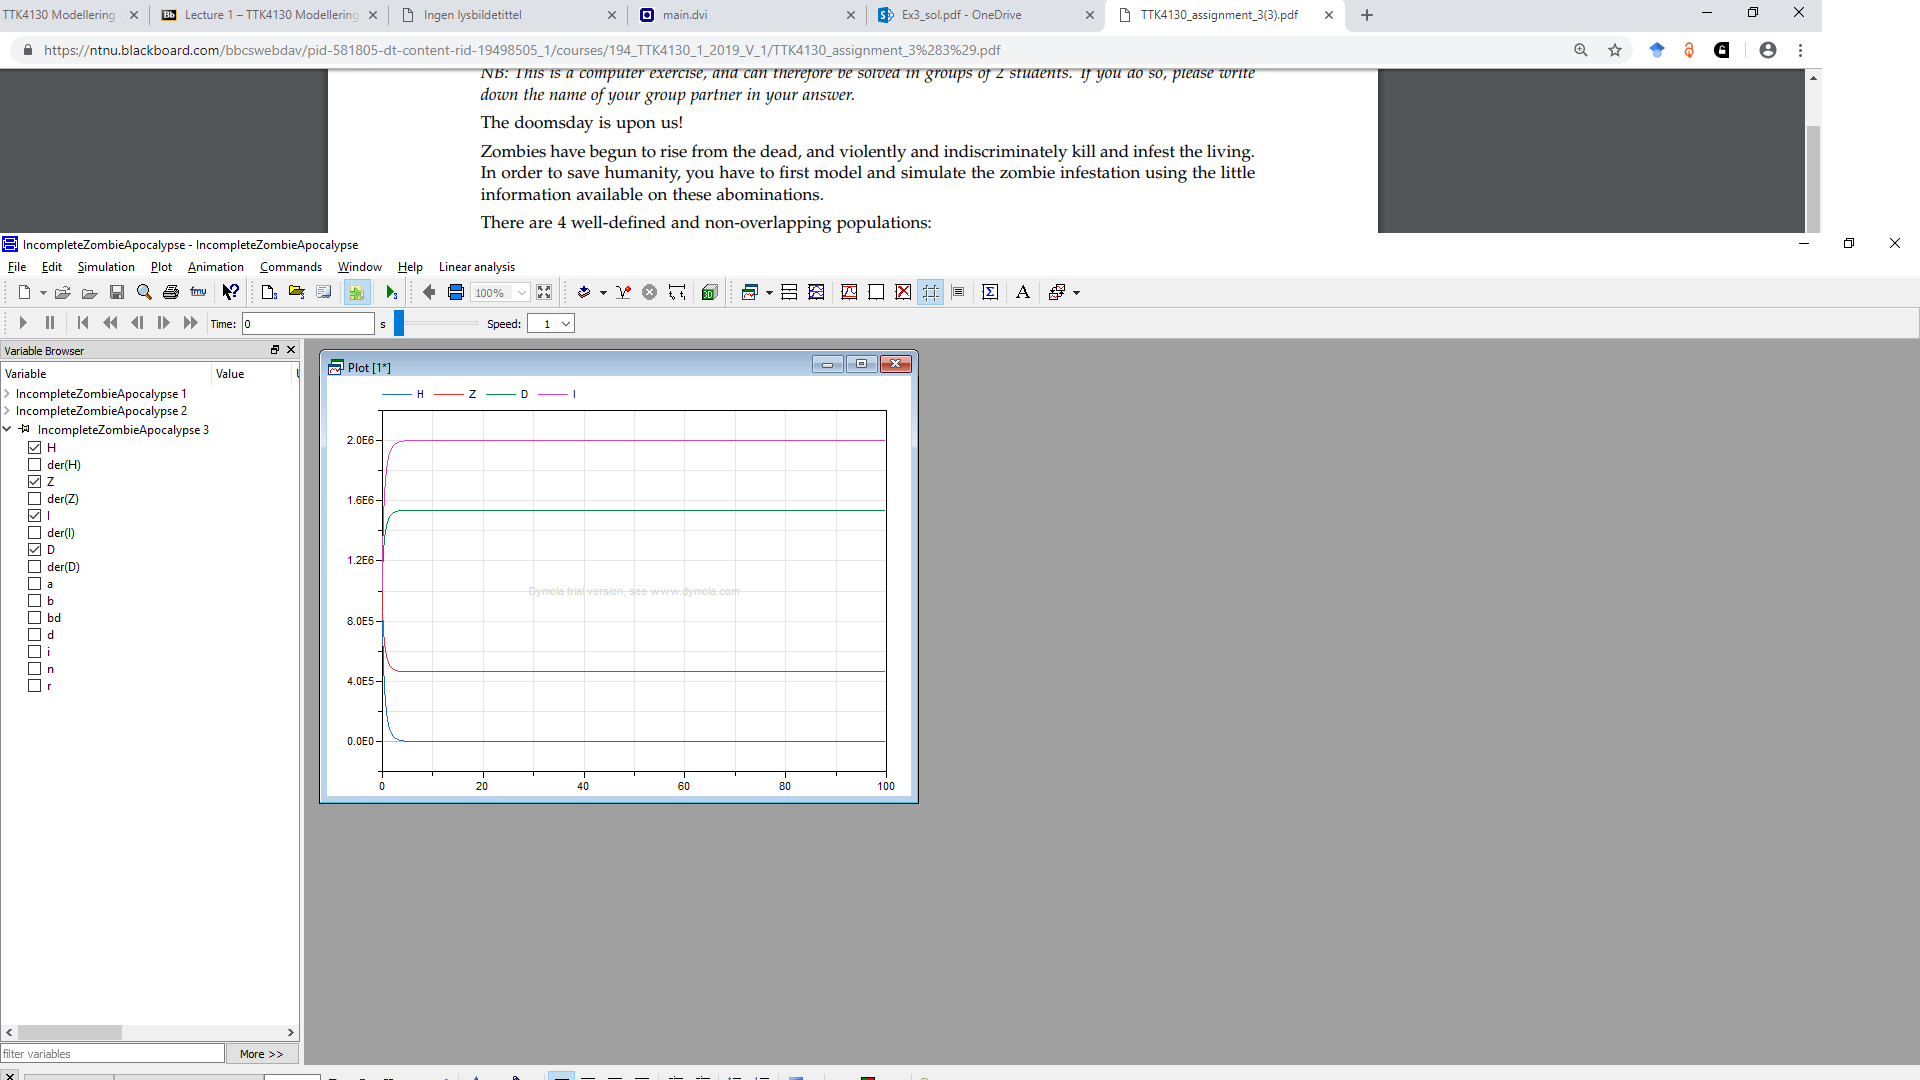 TTK4130 Modellering
Lecture 1 – TTK4130 Modellering
Ingen lysbildetittel
main.dvi
Ex3_sol.pdf - OneDrive
TTK4130_assignment_3(3).pdf
https://ntnu.blackboard.com/bbcswebdav/pid-581805-dt-content-rid-19498505_1/courses/194_TTK4130_1_2019_V_1/TTK4130_assignment_3%283%29.pdf
NB: This is a computer exercise, and can therefore be solved in groups of 2 students. If you do so, please write
down the name of your group partner in your answer.
The doomsday is upon us!
Zombies have begun to rise from the dead, and violently and indiscriminately kill and infest the living.
In order to save humanity, you have to first model and simulate the zombie infestation using the little
information available on these abominations.
There are 4 well-defined and non-overlapping populations:
IncompleteZombieApocalypse - IncompleteZombieApocalypse
File Edit Simulation Plot Animation Commands Window Help Linear analysis
fmu 100% 3D A
Time: 0 s Speed: 1
Variable Browser
Variable Value
IncompleteZombieApocalypse 1
IncompleteZombieApocalypse 2
IncompleteZombieApocalypse 3
H
der(H)
Z
der(Z)
I
der(I)
D
der(D)
a
b
bd
d
i
n
r
filter variables More >>
Plot [1*]
H Z D I
2.0E6
1.6E6
1.2E6
8.0E5
4.0E5
0.0E0
0 20 40 60 80 100
Dymola trial version, see www.dymola.com